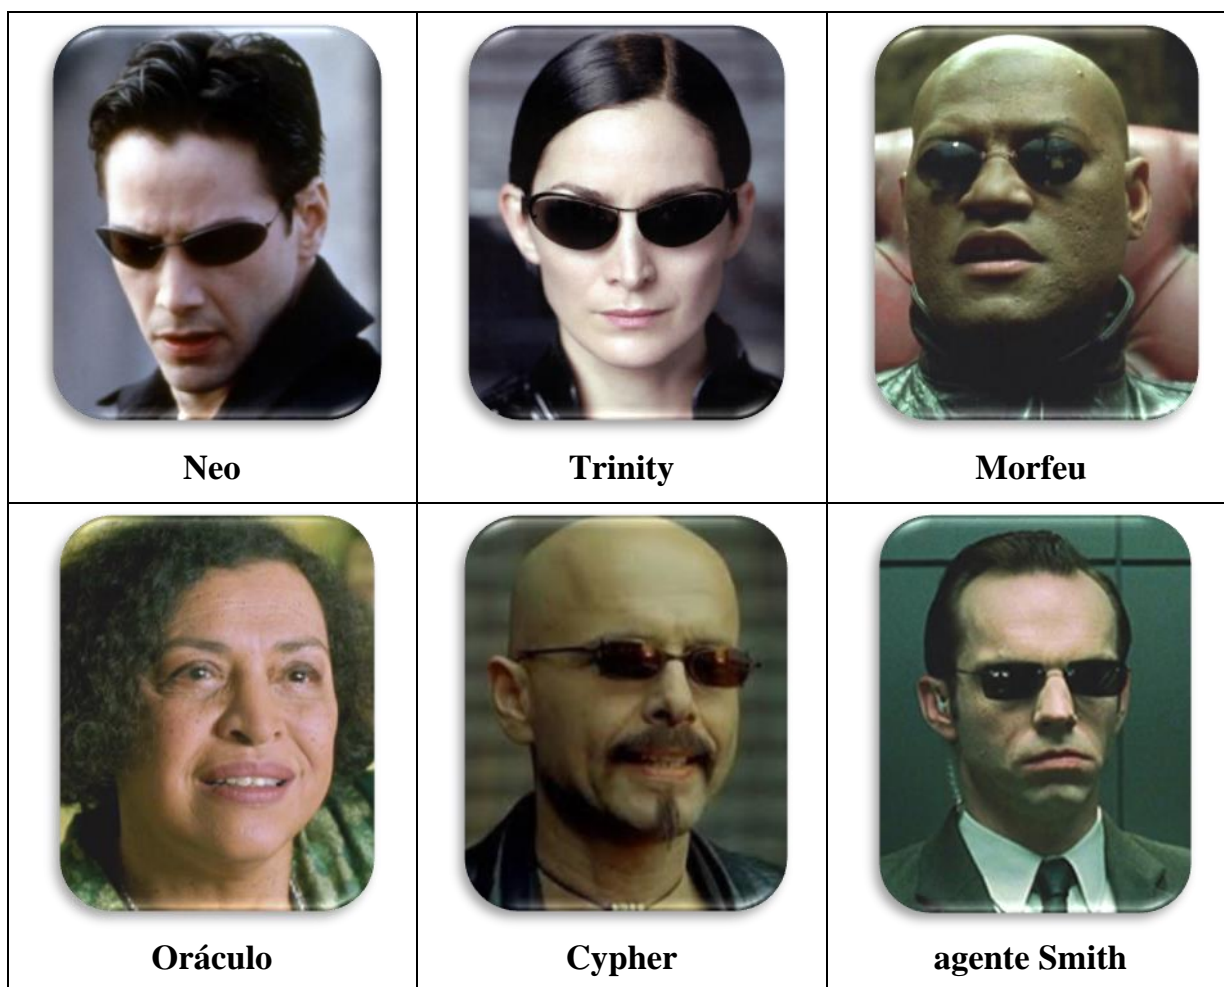 Neo
Trinity
Morfeu
Oráculo
Cypher
agente Smith